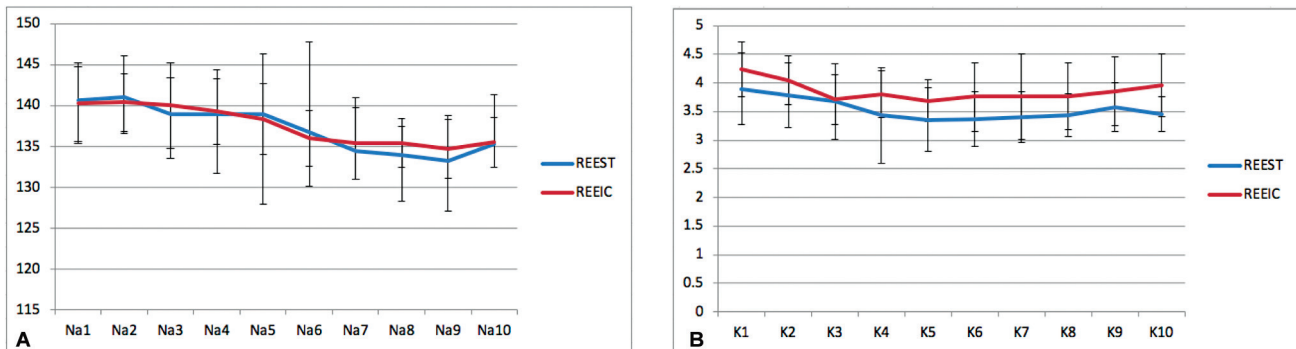 150
145
140
135
130
125
120
115
Na1 Na2 Na3 Na4 Na5 Na6 Na7 Na8 Na9 Na10
REEST
REEIC
A
5
4.5
4
3.5
3
2.5
2
1.5
1
0.5
0
K1 K2 K3 K4 K5 K6 K7 K8 K9 K10
REEST
REEIC
B